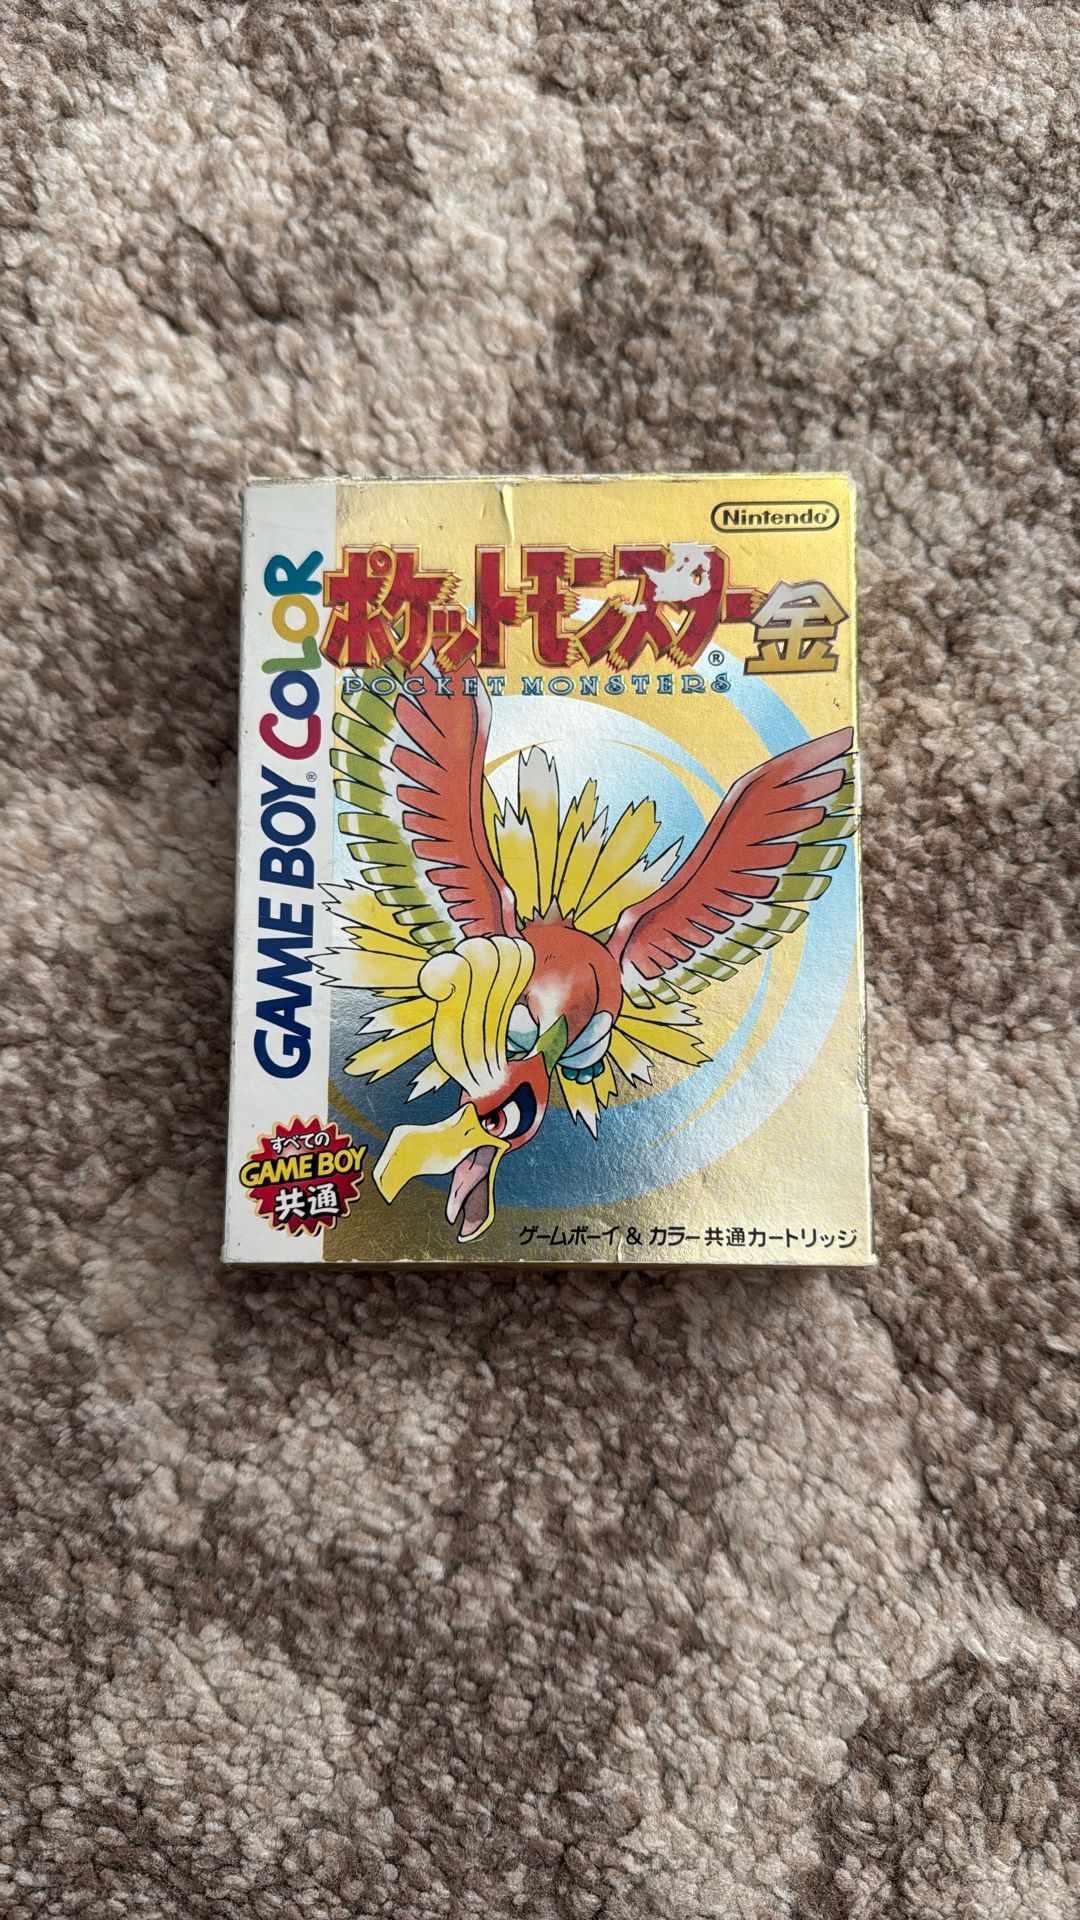 Nintendo®
ポケットモンスター金
®
POCKET MONSTERS
GAME BOY® COLOR
すべての
GAME BOY
共通
ゲームボーイ & カラー共通カートリッジ